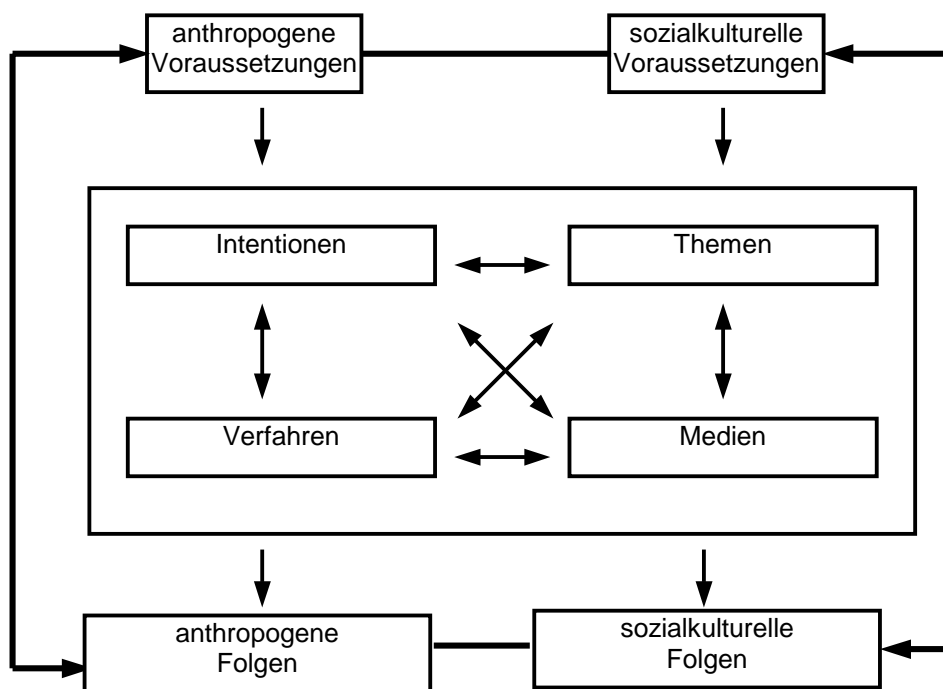 anthropogene
Voraussetzungen
sozialkulturelle
Voraussetzungen
Intentionen
Themen
Verfahren
Medien
anthropogene
Folgen
sozialkulturelle
Folgen